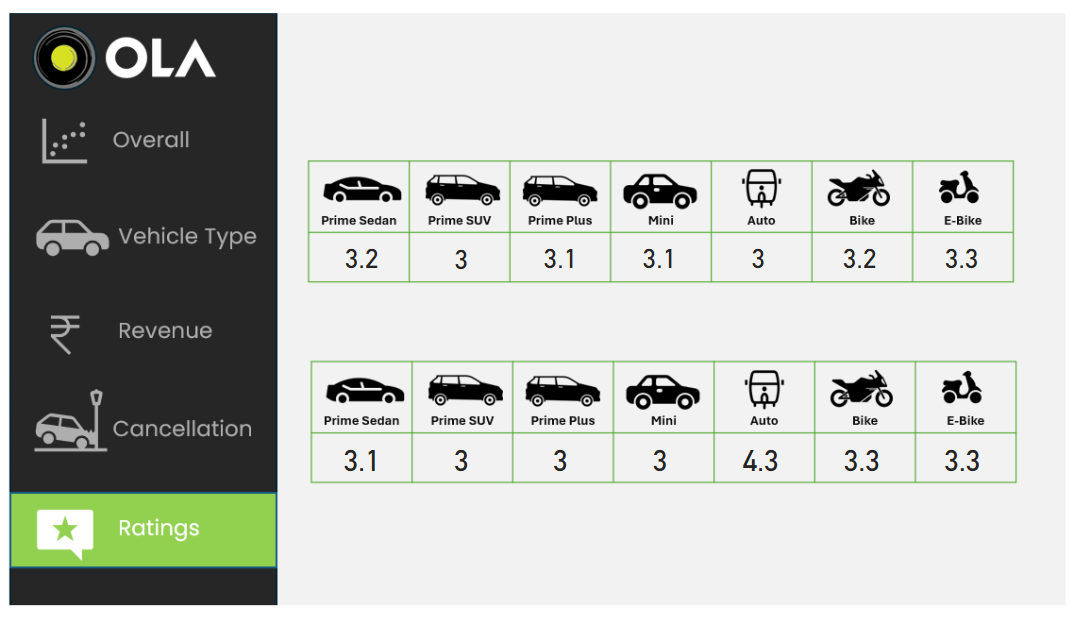 OLA
Overall
Vehicle Type
Revenue
Cancellation
Ratings
Prime Sedan Prime SUV Prime Plus Mini Auto Bike E-Bike
3.2 3 3.1 3.1 3 3.2 3.3
Prime Sedan Prime SUV Prime Plus Mini Auto Bike E-Bike
3.1 3 3 3 4.3 3.3 3.3